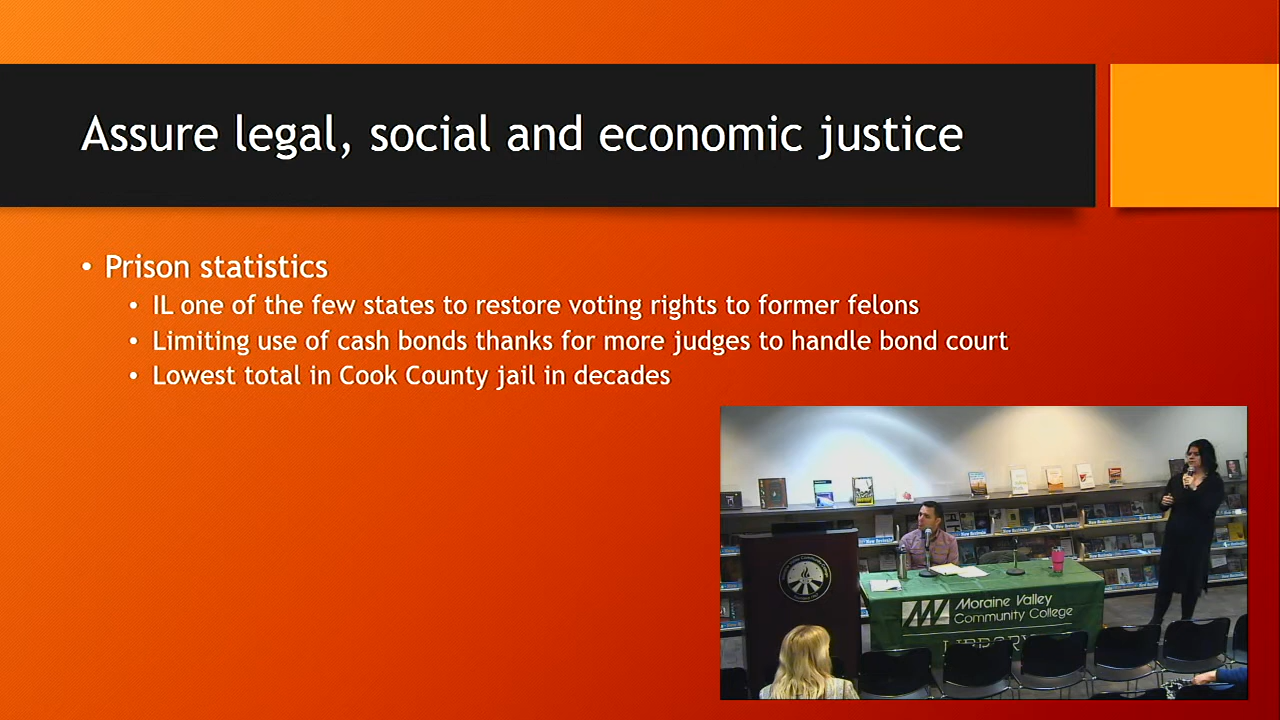 Assure legal, social and economic justice
• Prison statistics
• IL one of the few states to restore voting rights to former felons
• Limiting use of cash bonds thanks for more judges to handle bond court
• Lowest total in Cook County jail in decades
Moraine Valley
Community College
LIBRARY